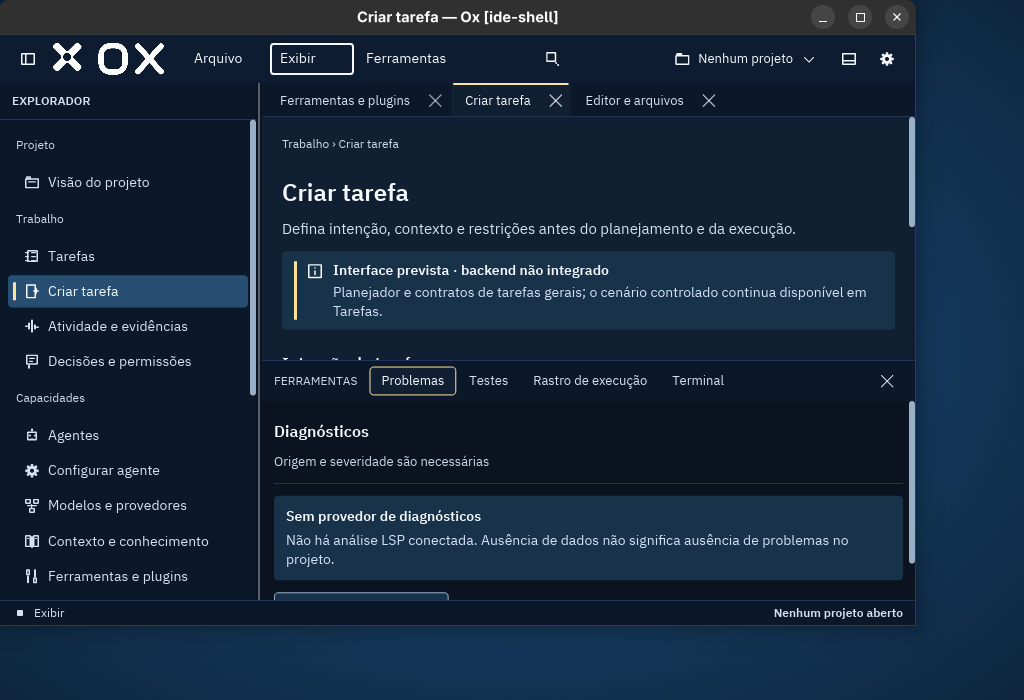 Criar tarefa — Ox [ide-shell]
OX
Arquivo
Exibir
Ferramentas
Nenhum projeto
EXPLORADOR
Projeto
Visão do projeto
Trabalho
Tarefas
Criar tarefa
Atividade e evidências
Decisões e permissões
Capacidades
Agentes
Configurar agente
Modelos e provedores
Contexto e conhecimento
Ferramentas e plugins
Ferramentas e plugins
Criar tarefa
Editor e arquivos
Trabalho › Criar tarefa
Criar tarefa
Defina intenção, contexto e restrições antes do planejamento e da execução.
Interface prevista · backend não integrado
Planejador e contratos de tarefas gerais; o cenário controlado continua disponível em
Tarefas.
FERRAMENTAS
Problemas
Testes
Rastro de execução
Terminal
Diagnósticos
Origem e severidade são necessárias
Sem provedor de diagnósticos
Não há análise LSP conectada. Ausência de dados não significa ausência de problemas no
projeto.
Exibir
Nenhum projeto aberto